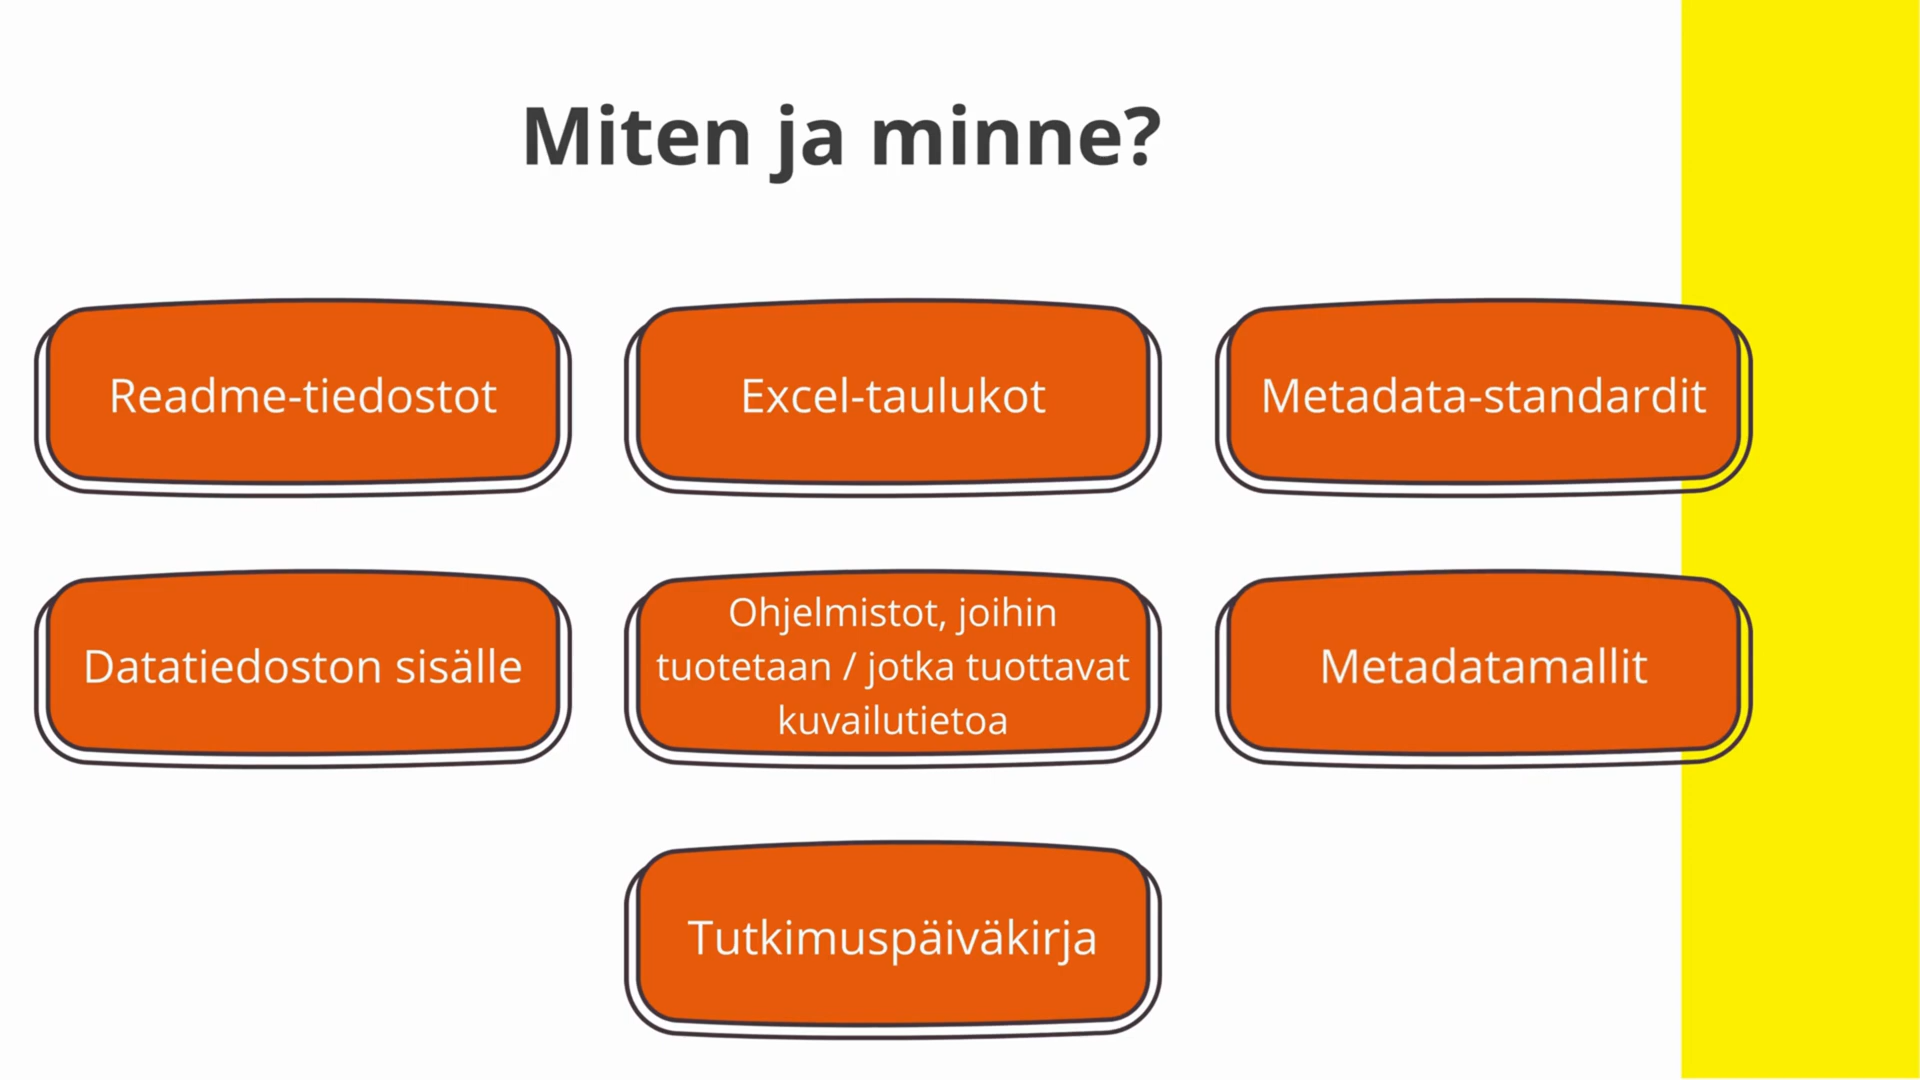 Miten ja minne?
Readme-tiedostot
Excel-taulukot
Metadata-standardit
Datatiedoston sisälle
Ohjelmistot, joihin
tuotetaan / jotka tuottavat
kuvailutietoa
Metadatamallit
Tutkimuspäiväkirja